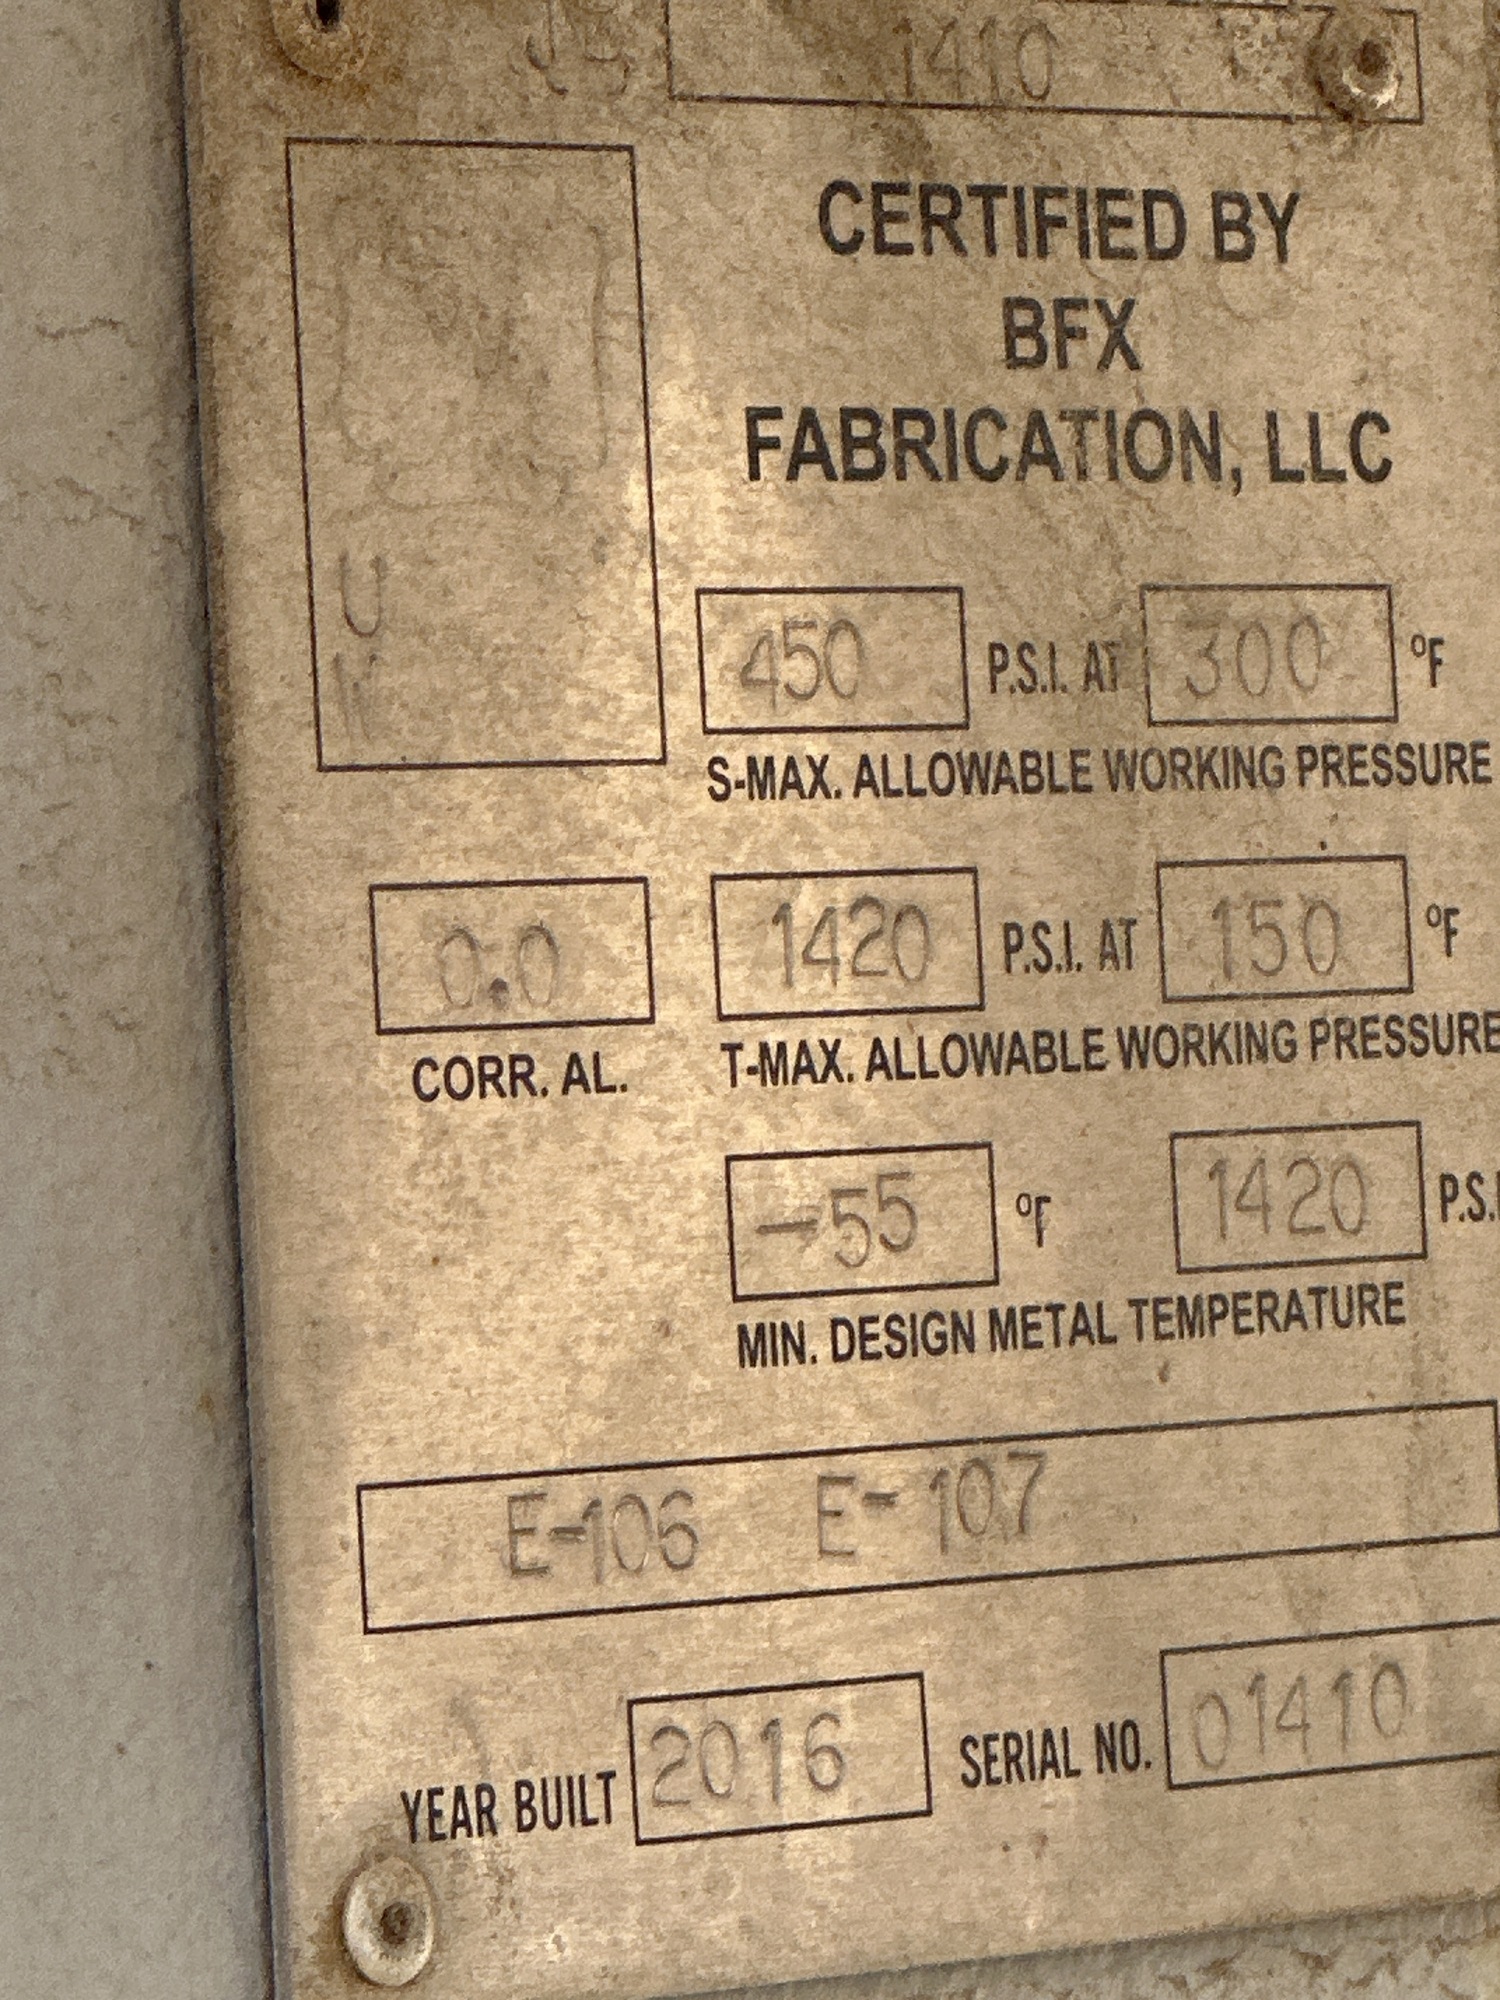 1410
CERTIFIED BY
BFX
FABRICATION, LLC
U
450 P.S.I. AT 300 °F
S-MAX. ALLOWABLE WORKING PRESSURE
0.0 1420 P.S.I. AT 150 °F
CORR. AL. T-MAX. ALLOWABLE WORKING PRESSURE
-55 °F 1420 P.S.I
MIN. DESIGN METAL TEMPERATURE
E-106 E-107
YEAR BUILT 2016 SERIAL NO. 01410